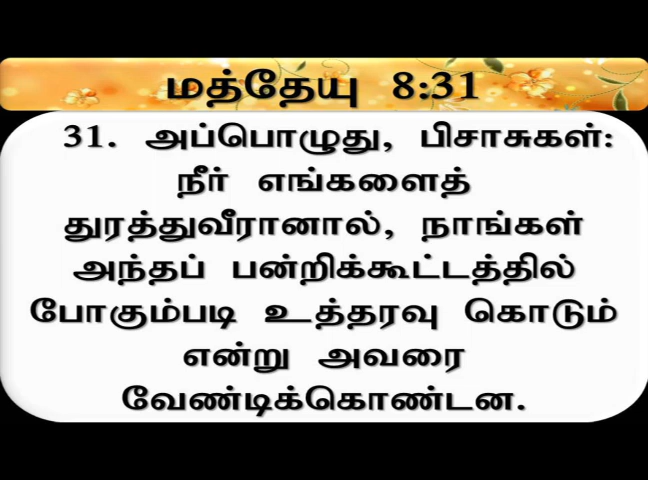 மத்தேயு 8:31
31. அப்பொழுது, பிசாசுகள்:
நீர் எங்களைத்
துரத்துவீரானால், நாங்கள்
அந்தப் பன்றிக்கூட்டத்தில்
போகும்படி உத்தரவு கொடும்
என்று அவரை
வேண்டிக்கொண்டன.